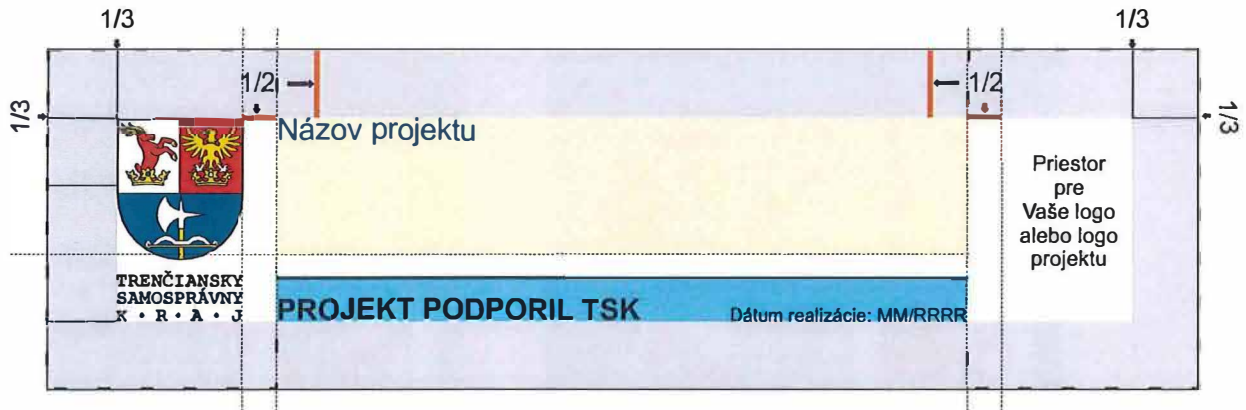 1/3
1/3
1/2
1/2
1/3
1/3
Názov projektu
Priestor
pre
Vaše logo
alebo logo
projektu
TRENČIANSKY
SAMOSPRÁVNY
K · R · A · J
PROJEKT PODPORIL TSK
Dátum realizácie: MM/RRRR